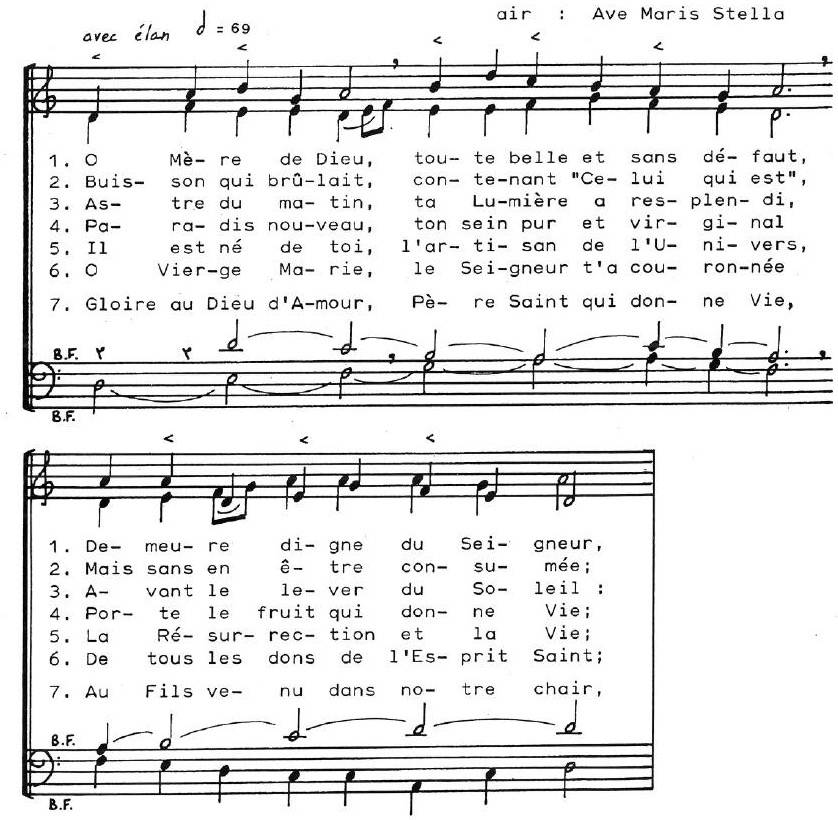 air : Ave Maris Stella
avec élan = 69
1. O Mè- re de Dieu, tou- te belle et sans dé- faut,
2. Buis- son qui brû-lait, con- te-nant "Ce- lui qui est",
3. As- tre du ma- tin, ta Lu-mière a res- plen- di,
4. Pa- ra- dis nou-veau, ton sein pur et vir- gi- nal
5. Il est né de toi, l'ar- ti- san de l'U- ni- vers,
6. O Vier-ge Ma- rie, le Sei-gneur t'a cou- ron-née
7. Gloire au Dieu d'A-mour, Pè- re Saint qui don- ne Vie,
B.F.
B.F.
1. De- meu- re di- gne du Sei- gneur,
2. Mais sans en ê- tre con- su- mée;
3. A- vant le le- ver du So- leil :
4. Por- te le fruit qui don- ne Vie;
5. La Ré- sur- rec- tion et la Vie;
6. De tous les dons de l'Es- prit Saint;
7. Au Fils ve- nu dans no- tre chair,
B.F.
B.F.